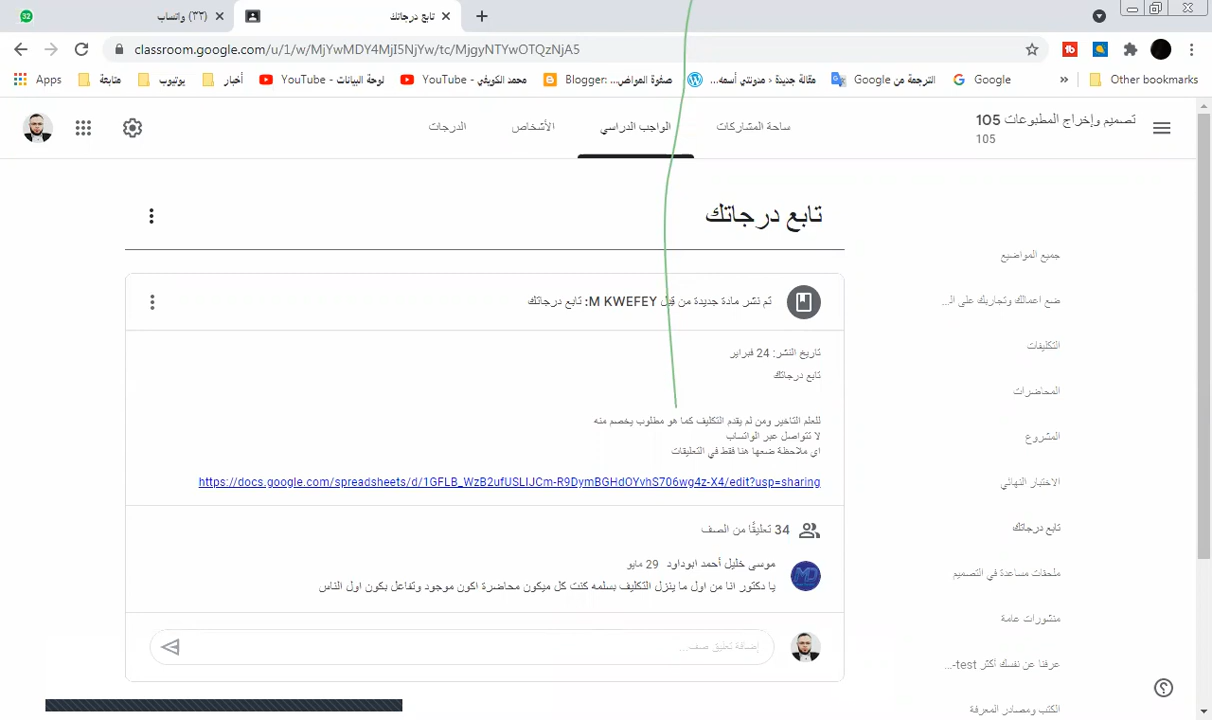 (٣٢) واتساب
تابع درجاتك
classroom.google.com/u/1/w/MjYwMDY4MjI5NjYw/tc/MjgyNTYwOTQzNjA5
Apps
متابعة
يوتيوب
أخبار
لوحة البيانات - YouTube
محمد الكويفي - YouTube
Blogger: صفوة المواض...
مقالة جديدة ‹ مدونتي أسمه...
الترجمة من Google
Google
»
Other bookmarks
تصميم وإخراج المطبوعات 105
105
ساحة المشاركات
الواجب الدراسي
الأشخاص
الدرجات
تابع درجاتك
جميع المواضيع
ضع اعمالك وتجاربك على الـ...
التكليفات
المحاضرات
المشروع
الاختبار النهائي
تابع درجاتك
ملحقات مساعدة في التصميم
منشورات عامة
عرفنا عن نفسك أكثر test-...
الكتب ومصادر المعرفة
تم نشر مادة جديدة من قِبل M KWEFEY: تابع درجاتك
تاريخ النشر: 24 فبراير
تابع درجاتك
للعلم التاخير ومن لم يقدم التكليف كما هو مطلوب يخصم منه
لا تتواصل عبر الواتساب
اي ملاحظة ضعها هنا فقط في التعليقات
https://docs.google.com/spreadsheets/d/1GFLB_WzB2ufUSLIJCm-R9DymBGHdOYvhS706wg4z-X4/edit?usp=sharing
34 تعليقًا من الصف
موسى خليل أحمد ابوداود 29 مايو
يا دكتور انا من اول ما ينزل التكليف بسلمه كنت كل ميكون محاضرة اكون موجود وتفاعل بكون اول الناس
إضافة تعليق صف...